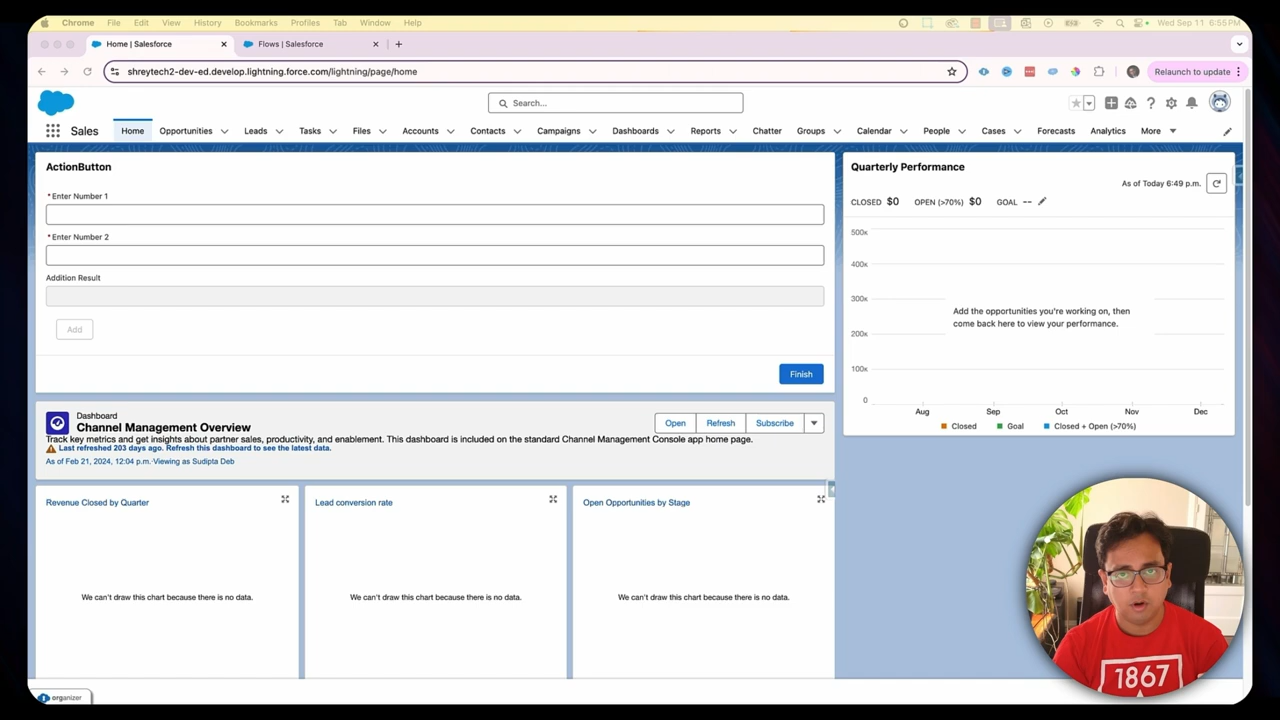 Chrome File Edit View History Bookmarks Profiles Tab Window Help Wed Sep 11 6:55 PM
Home | Salesforce Flows | Salesforce
shreytech2-dev-ed.develop.lightning.force.com/lightning/page/home Relaunch to update
Search...
Sales Home Opportunities Leads Tasks Files Accounts Contacts Campaigns Dashboards Reports Chatter Groups Calendar People Cases Forecasts Analytics More
ActionButton
*Enter Number 1
*Enter Number 2
Addition Result
Add
Finish
Quarterly Performance
As of Today 6:49 p.m.
CLOSED $0 OPEN (>70%) $0 GOAL --
500K
400K
300K
200K
100K
0
Add the opportunities you're working on, then
come back here to view your performance.
Aug Sep Oct Nov Dec
Closed Goal Closed + Open (>70%)
Dashboard
Channel Management Overview
Open Refresh Subscribe
Track key metrics and get insights about partner sales, productivity, and enablement. This dashboard is included on the standard Channel Management Console app home page.
Last refreshed 203 days ago. Refresh this dashboard to see the latest data.
As of Feb 21, 2024, 12:04 p.m.·Viewing as Sudipta Deb
Revenue Closed by Quarter
We can't draw this chart because there is no data.
Lead conversion rate
We can't draw this chart because there is no data.
Open Opportunities by Stage
We can't draw this chart because there is no data.
1867
organizer